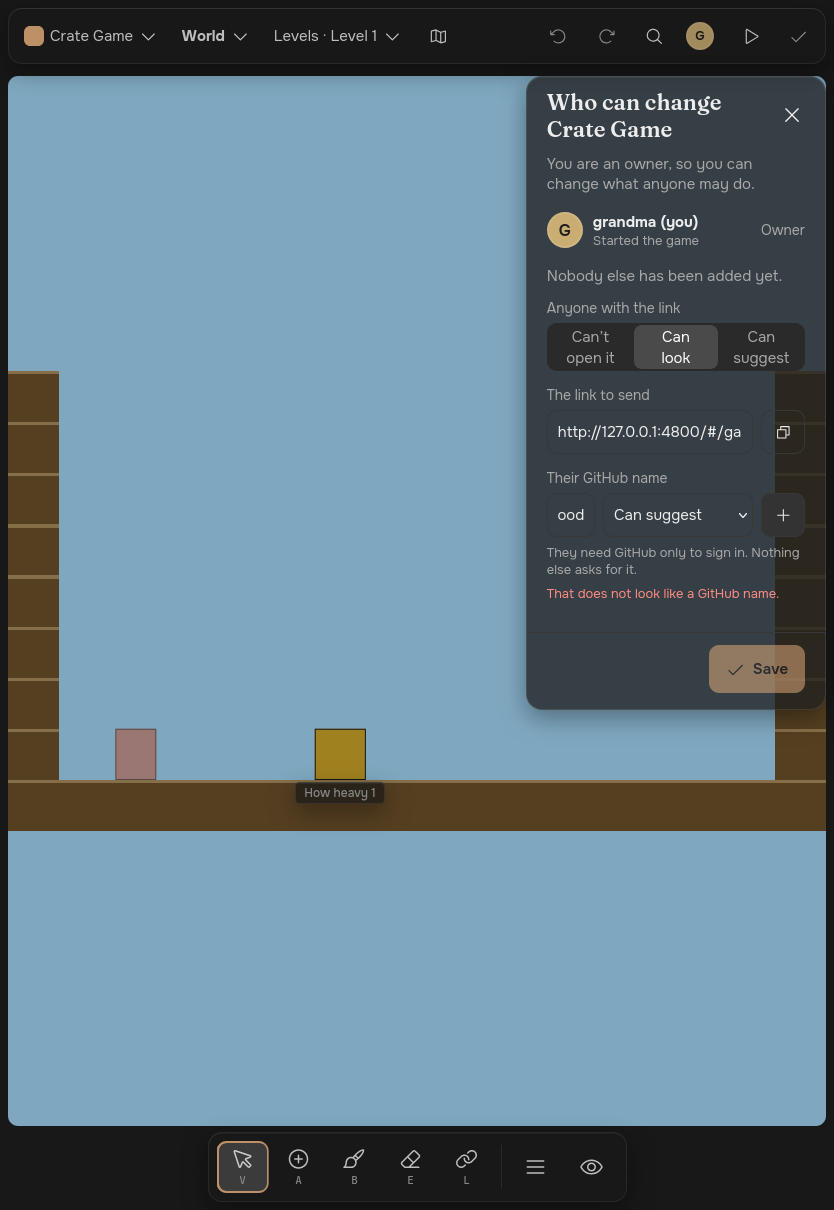 Crate Game
World
Levels · Level 1
G
Who can change
Crate Game
You are an owner, so you can
change what anyone may do.
G
grandma (you)
Started the game
Owner
Nobody else has been added yet.
Anyone with the link
Can't
open it
Can
look
Can
suggest
The link to send
http://127.0.0.1:4800/#/ga
Their GitHub name
ood
Can suggest
They need GitHub only to sign in. Nothing
else asks for it.
That does not look like a GitHub name.
Save
How heavy 1
V
A
B
E
L